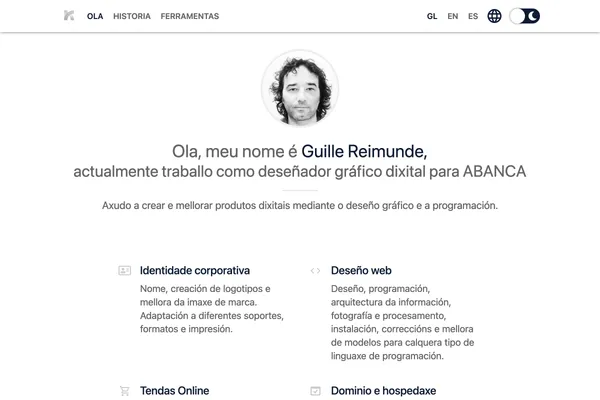 OLA HISTORIA FERRAMENTAS GL EN ES
Ola, meu nome é Guille Reimunde,
actualmente traballo como deseñador gráfico dixital para ABANCA
Axudo a crear e mellorar produtos dixitais mediante o deseño gráfico e a programación.
Identidade corporativa
Nome, creación de logotipos e
mellora da imaxe de marca.
Adaptación a diferentes soportes,
formatos e impresión.
Deseño web
Deseño, programación,
arquitectura da información,
fotografía e procesamento,
instalación, correccións e mellora
de modelos para calquera tipo de
linguaxe de programación.
Tendas Online
Dominio e hospedaxe